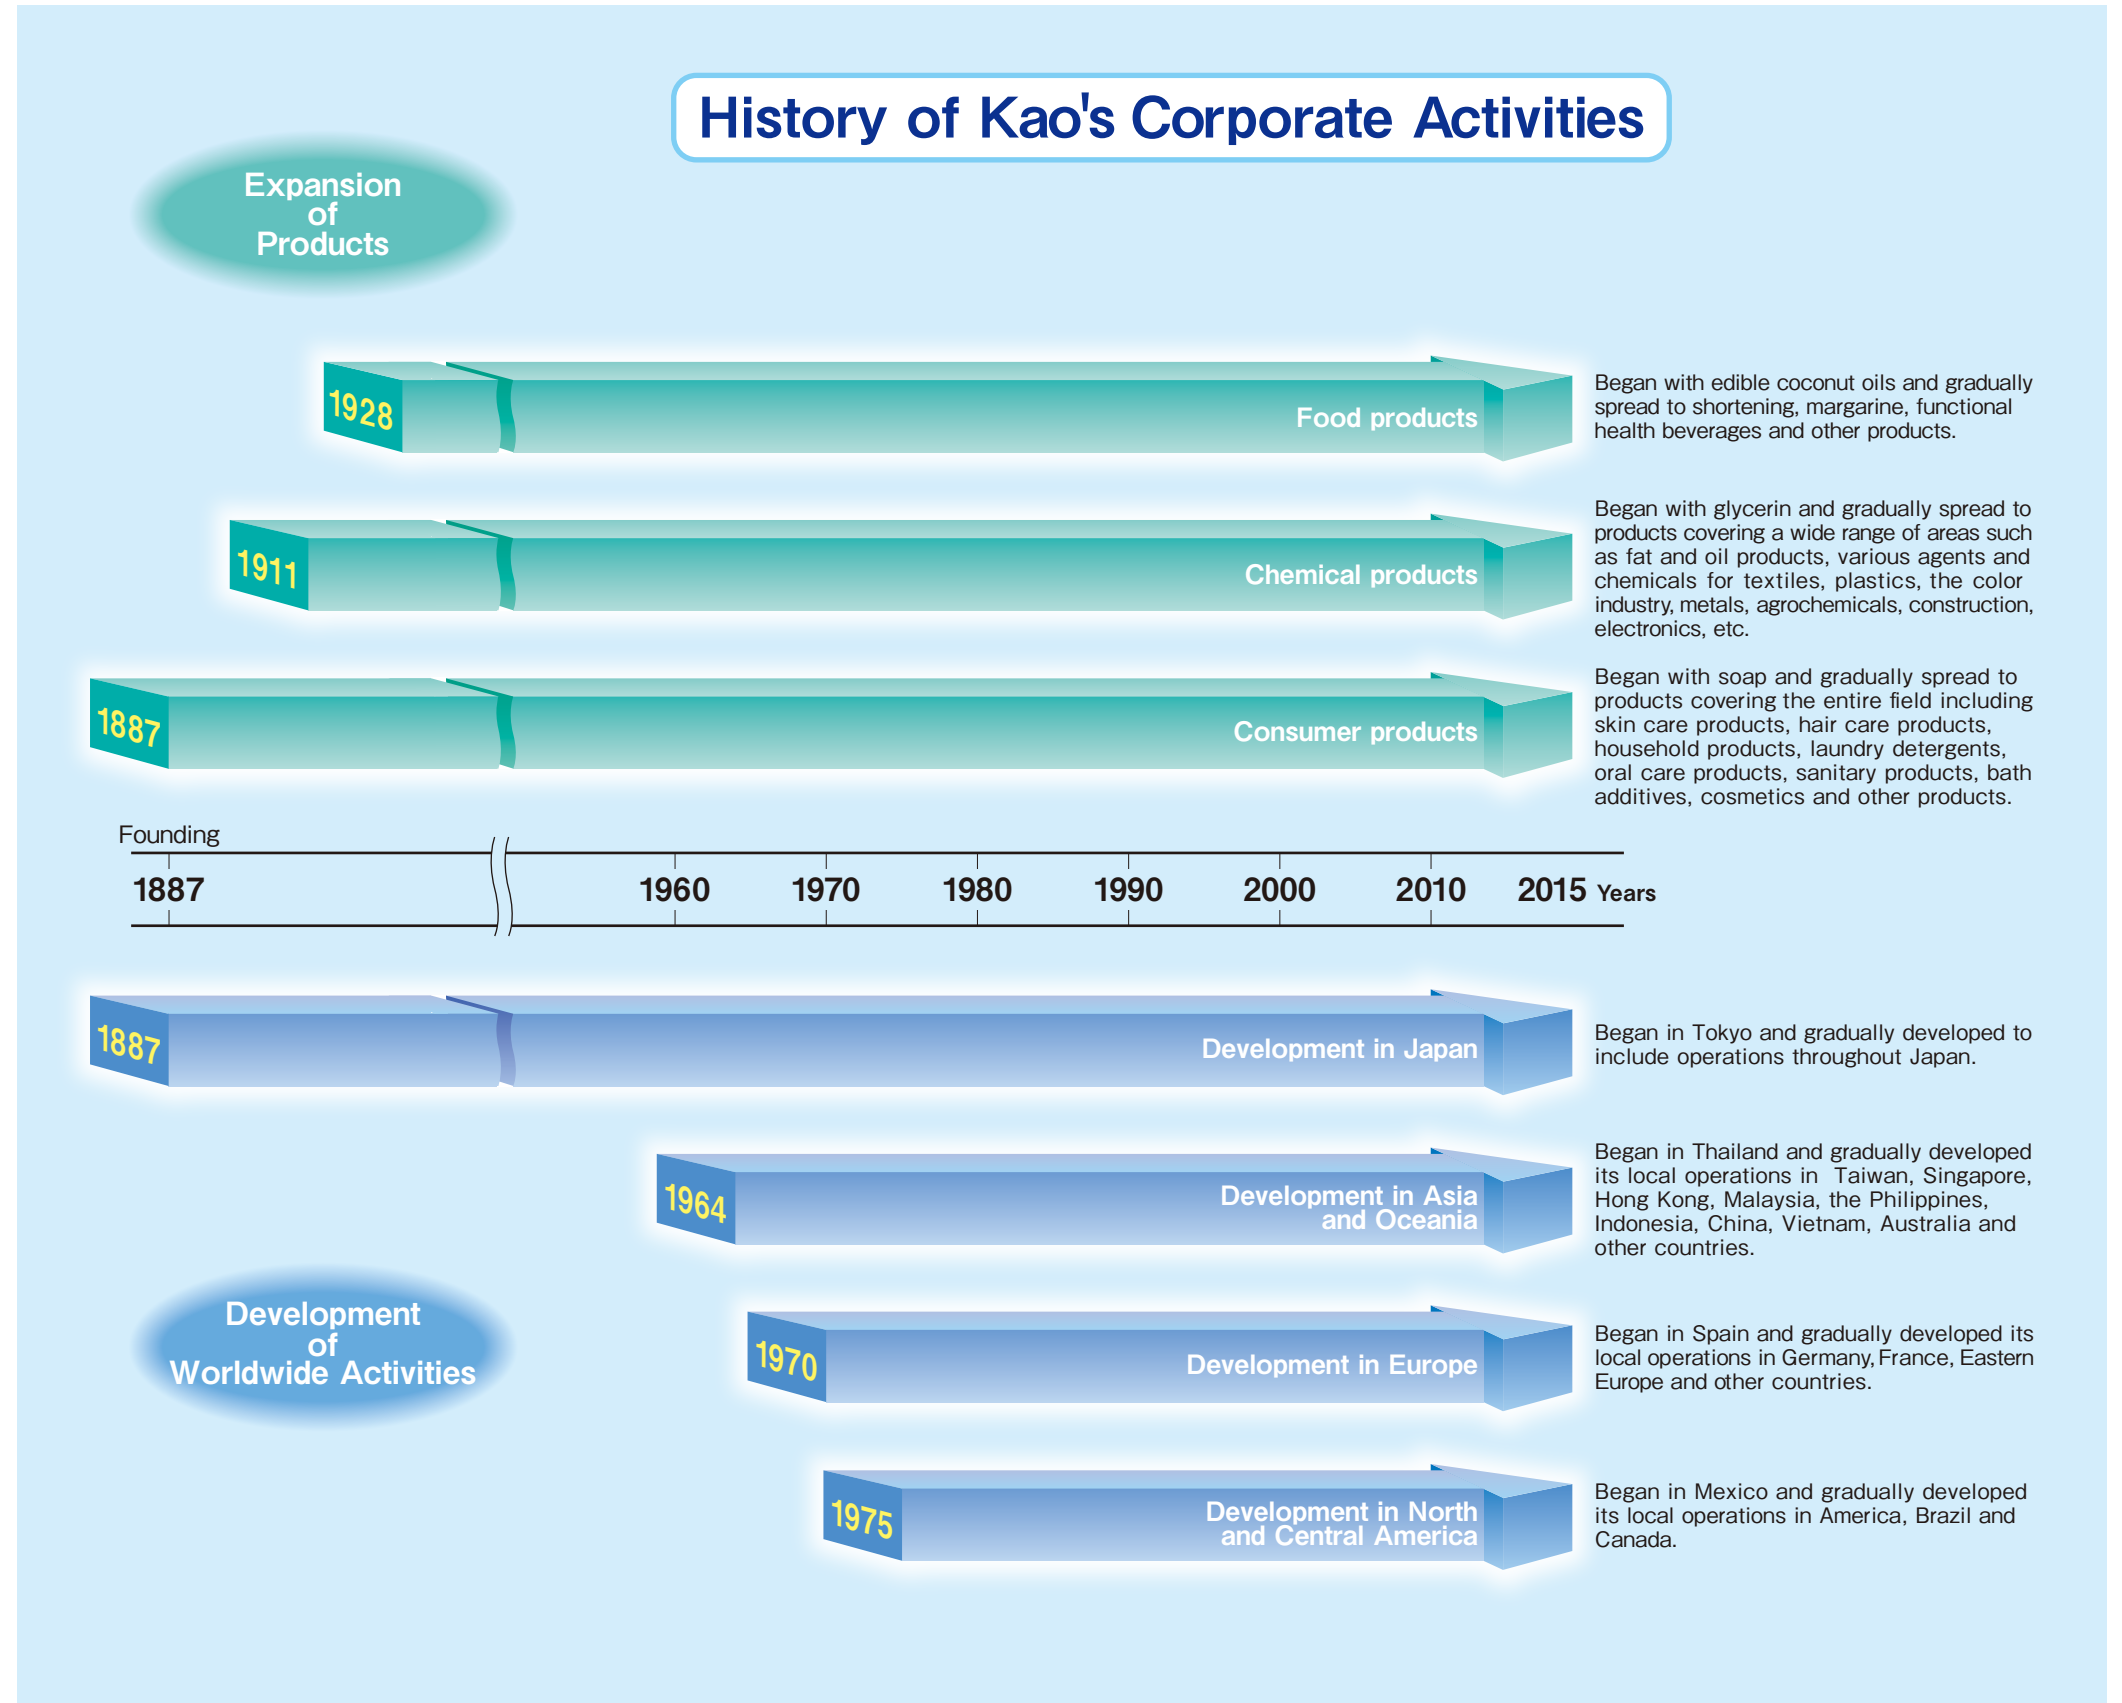 History of Kao's Corporate Activities
Expansion
of
Products
1928
Food products
Began with edible coconut oils and gradually
spread to shortening, margarine, functional
health beverages and other products.
1911
Chemical products
Began with glycerin and gradually spread to
products covering a wide range of areas such
as fat and oil products, various agents and
chemicals for textiles, plastics, the color
industry, metals, agrochemicals, construction,
electronics, etc.
1887
Consumer products
Began with soap and gradually spread to
products covering the entire field including
skin care products, hair care products,
household products, laundry detergents,
oral care products, sanitary products, bath
additives, cosmetics and other products.
Founding
1887 1960 1970 1980 1990 2000 2010 2015 Years
1887
Development in Japan
Began in Tokyo and gradually developed to
include operations throughout Japan.
1964
Development in Asia
and Oceania
Began in Thailand and gradually developed
its local operations in Taiwan, Singapore,
Hong Kong, Malaysia, the Philippines,
Indonesia, China, Vietnam, Australia and
other countries.
Development
of
Worldwide Activities
1970
Development in Europe
Began in Spain and gradually developed its
local operations in Germany, France, Eastern
Europe and other countries.
1975
Development in North
and Central America
Began in Mexico and gradually developed
its local operations in America, Brazil and
Canada.